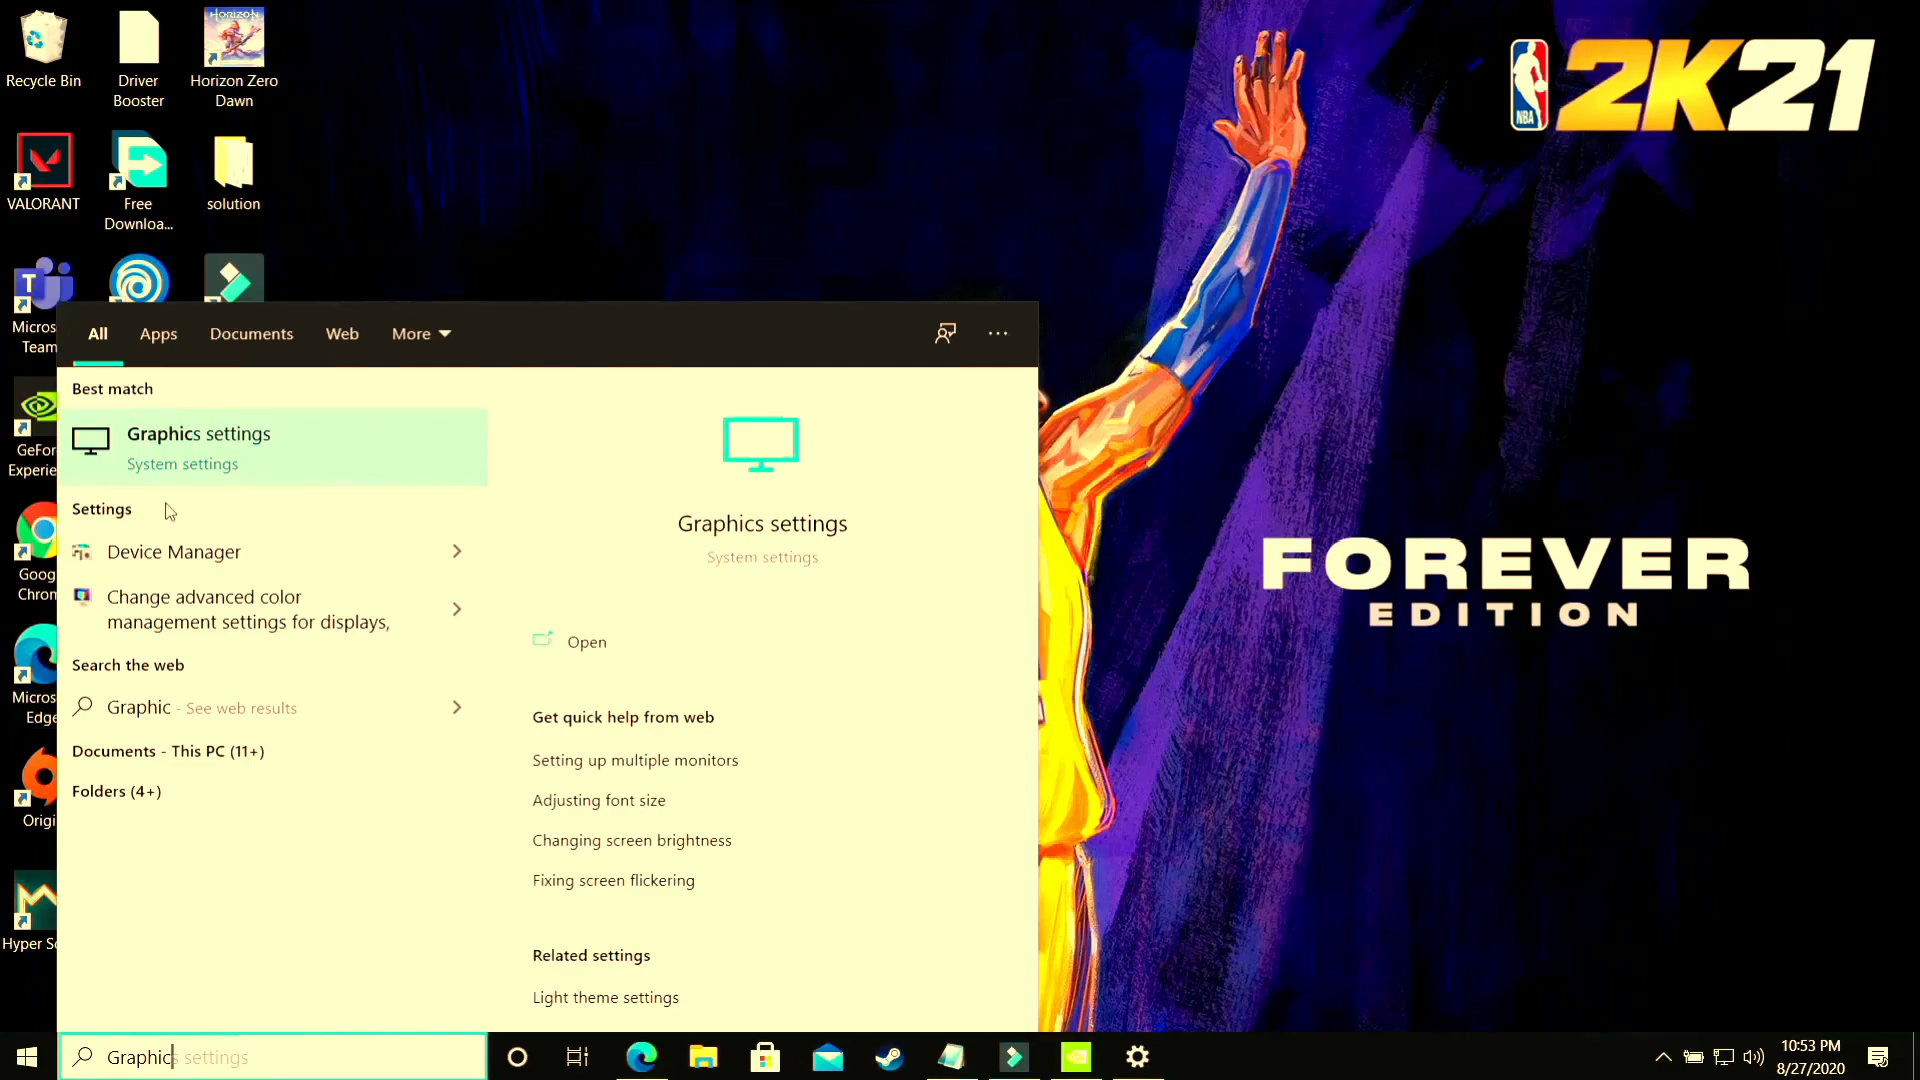 Recycle Bin
Driver
Booster
HORIZON
Horizon Zero
Dawn
NBA
2K21
VALORANT
Free
Downloa...
solution
T
Micros
Team
GeFor
Experie
Goog
Chrom
Micros
Edge
Origi
Hyper Sc
All
Apps
Documents
Web
More
Best match
Graphics settings
System settings
Settings
Device Manager
Change advanced color
management settings for displays,
Search the web
Graphic - See web results
Documents - This PC (11+)
Folders (4+)
Graphics settings
System settings
Open
Get quick help from web
Setting up multiple monitors
Adjusting font size
Changing screen brightness
Fixing screen flickering
Related settings
Light theme settings
FOREVER
EDITION
Graphics settings
10:53 PM
8/27/2020